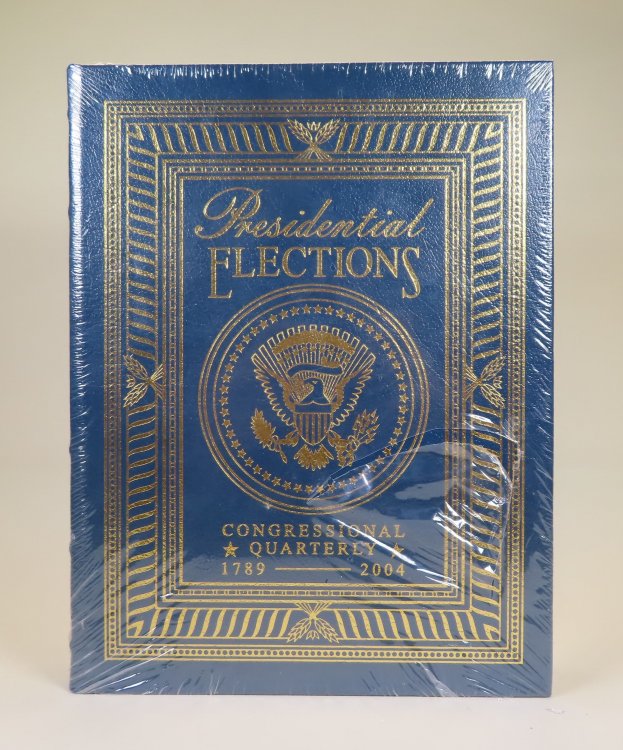 Presidential
ELECTIONS
CONGRESSIONAL
★ QUARTERLY ★
1789 —— 2004